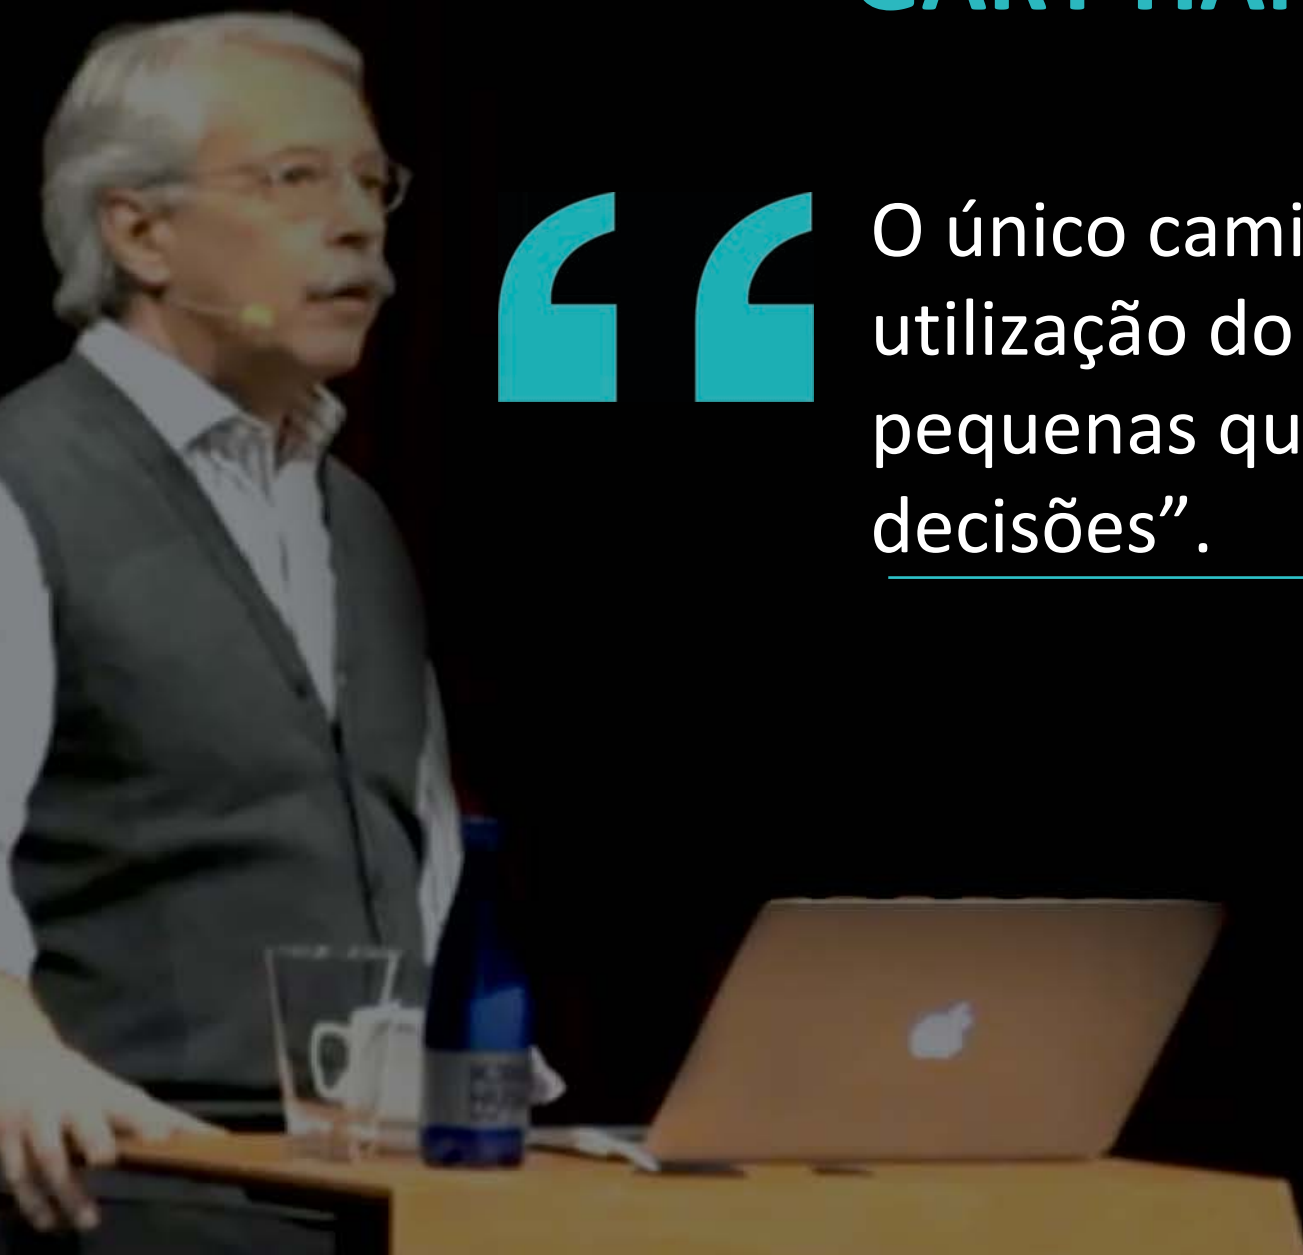 O único cami
utilização do
pequenas qu
decisões”.